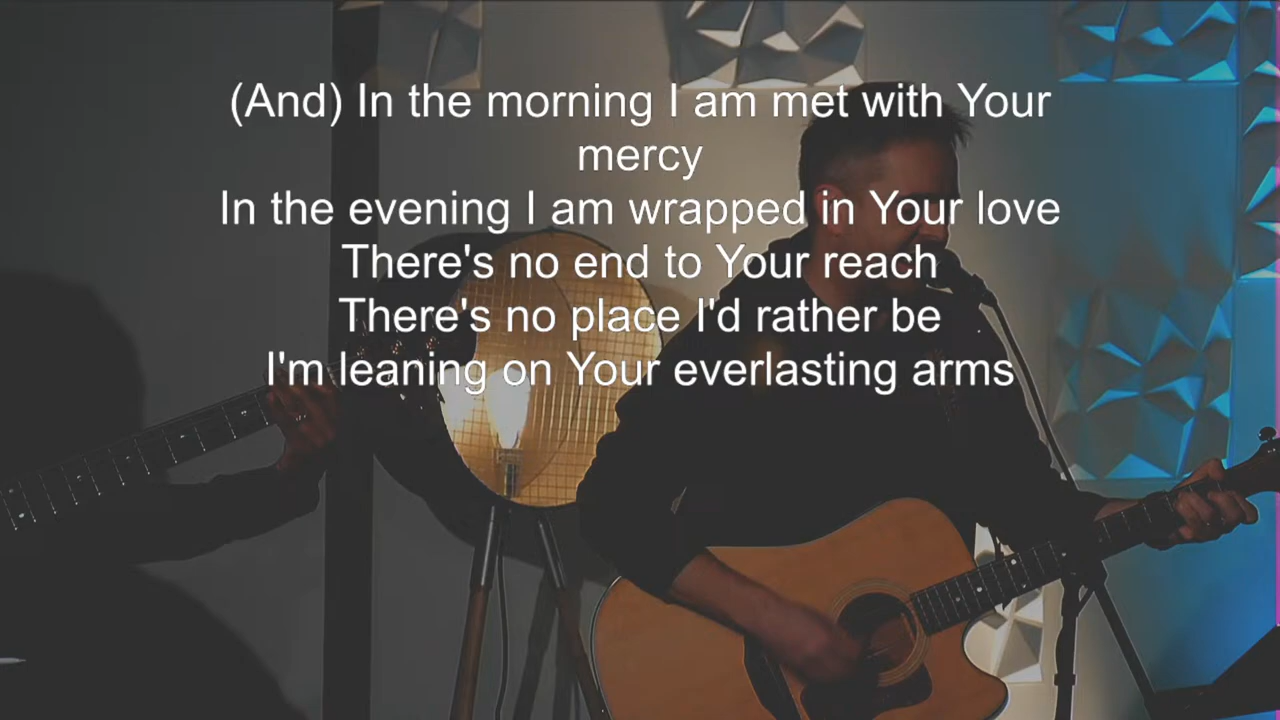 (And) In the morning I am met with Your
mercy
In the evening I am wrapped in Your love
There's no end to Your reach
There's no place I'd rather be
I'm leaning on Your everlasting arms